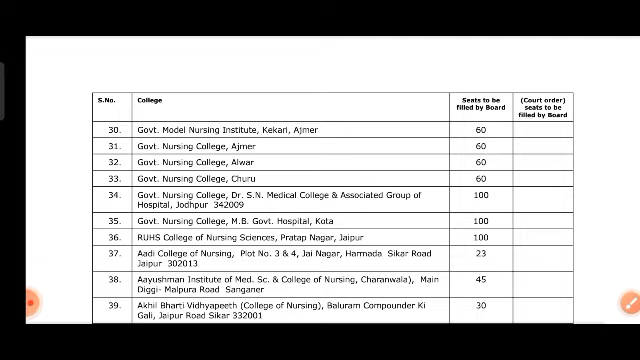 S.No. College Seats to be filled by Board (Court order) seats to be filled by Board
30. Govt. Model Nursing Institute, Kekari, Ajmer 60
31. Govt. Nursing College, Ajmer 60
32. Govt. Nursing College, Alwar 60
33. Govt. Nursing College, Churu 60
34. Govt. Nursing College, Dr. S.N. Medical College & Associated Group of 100
Hospital, Jodhpur 342009
35. Govt. Nursing College, M.B. Govt. Hospital, Kota 100
36. RUHS College of Nursing Sciences, Pratap Nagar, Jaipur 100
37. Aadi College of Nursing, Plot No. 3 & 4, Jai Nagar, Harmada Sikar Road 23
Jaipur 302013
38. Aayushman Institute of Med. Sc. & College of Nursing, Charanwala), Main 45
Diggi- Malpura Road Sanganer
39. Akhil Bharti Vidhyapeeth (College of Nursing), Baluram Compounder Ki 30
Gali, Jaipur Road Sikar 332001